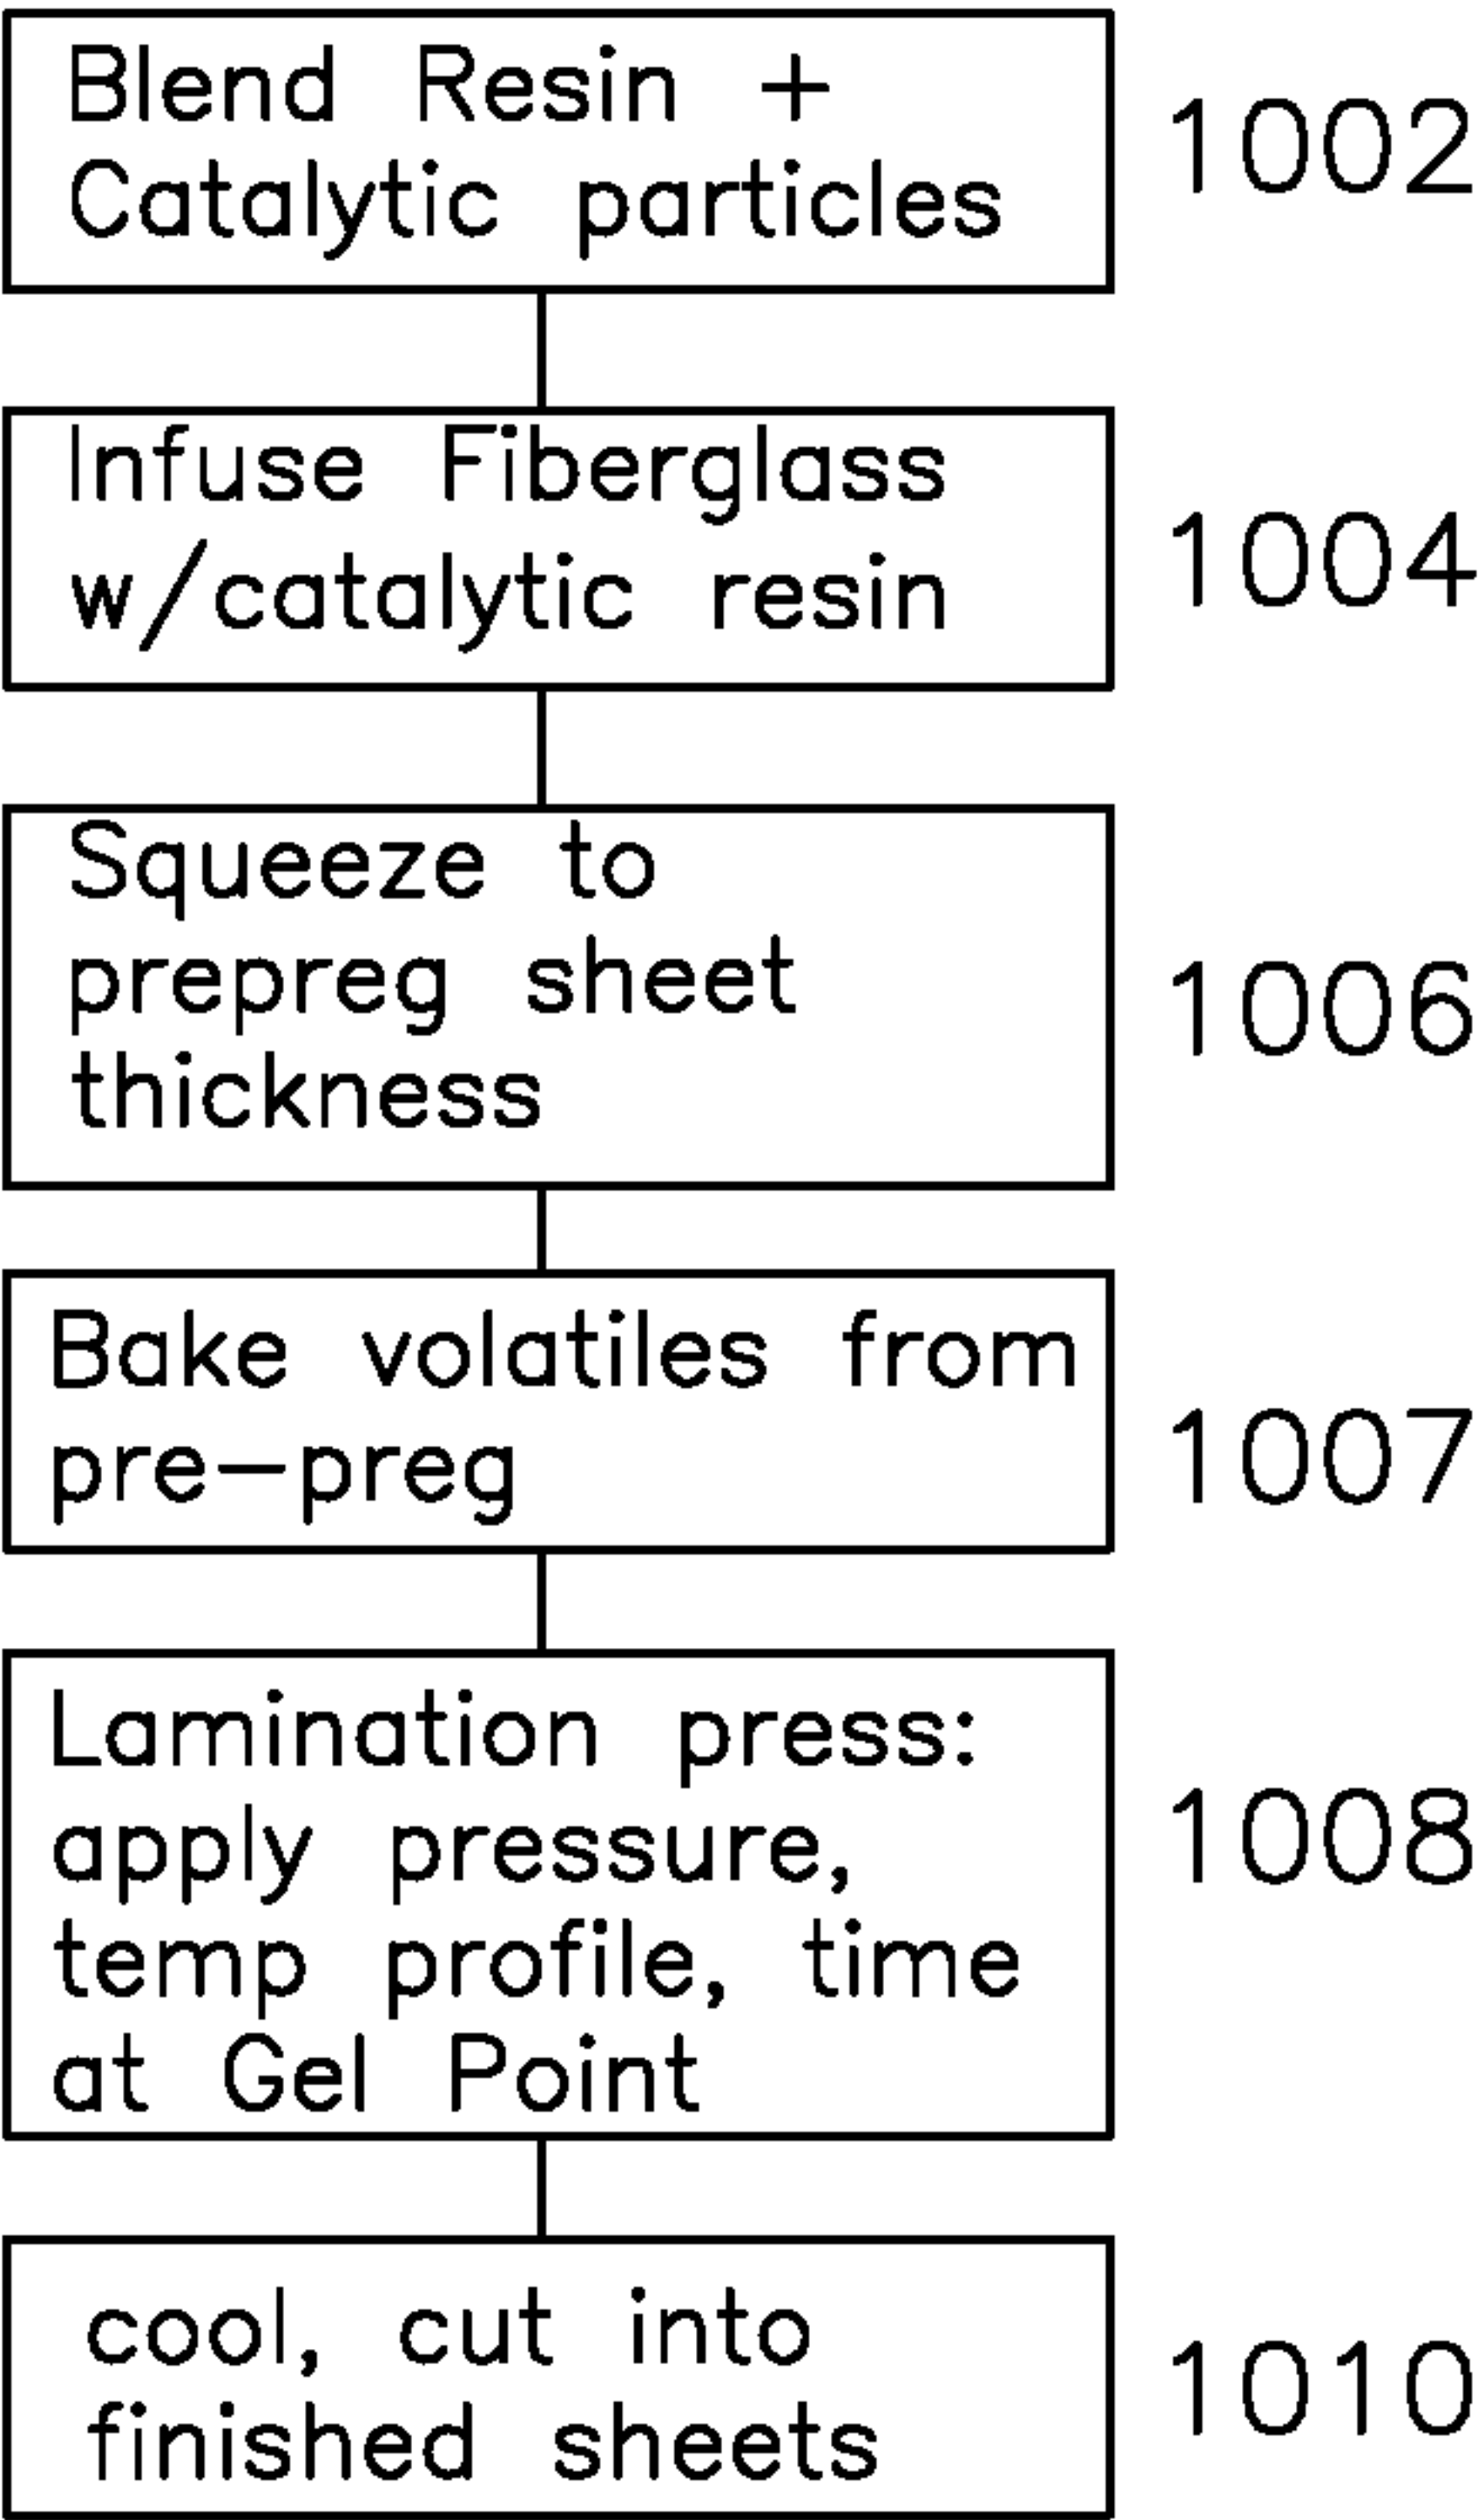 Blend Resin +
Catalytic particles
1002
Infuse Fiberglass
w/catalytic resin
1004
Squeeze to
prepreg sheet
thickness
1006
Bake volatiles from
pre-preg
1007
Lamination press:
apply pressure,
temp profile, time
at Gel Point
1008
cool, cut into
finished sheets
1010